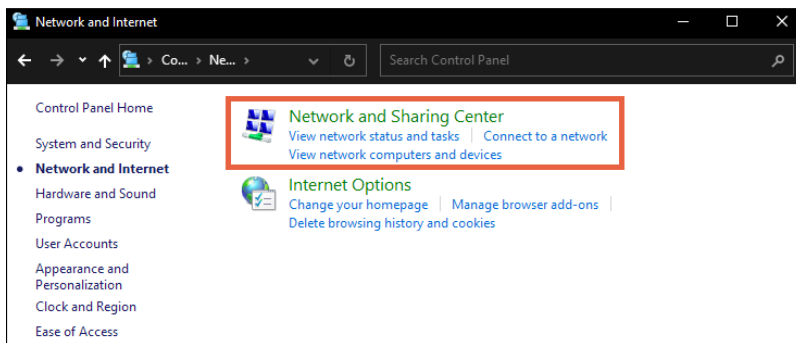 Network and Internet
Co... › Ne... ›
Search Control Panel
Control Panel Home
System and Security
Network and Internet
Hardware and Sound
Programs
User Accounts
Appearance and
Personalization
Clock and Region
Ease of Access
Network and Sharing Center
View network status and tasks
Connect to a network
View network computers and devices
Internet Options
Change your homepage
Manage browser add-ons
Delete browsing history and cookies